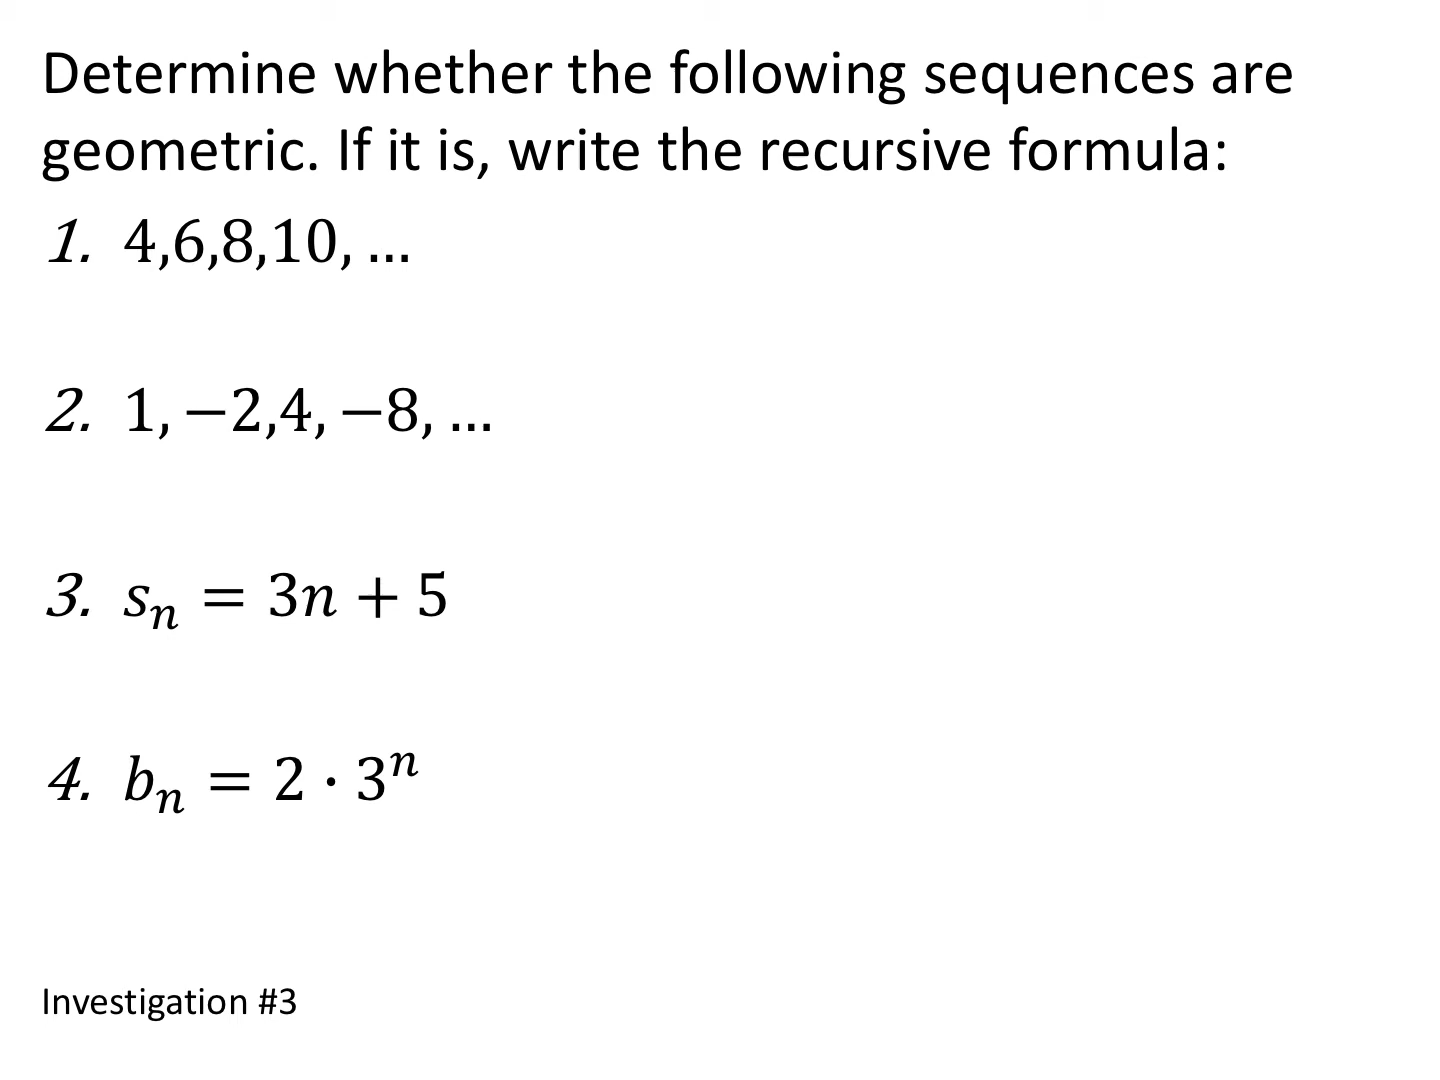 Determine whether the following sequences are
geometric. If it is, write the recursive formula:
1. 4,6,8,10, ...
2. 1, −2,4, −8, ...
3. sₙ = 3n + 5
4. bₙ = 2 · 3ⁿ
Investigation #3